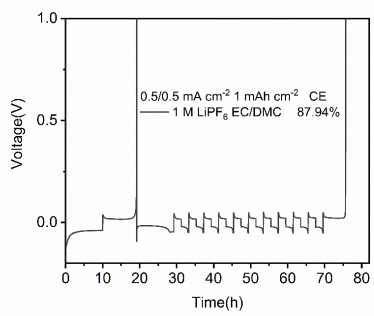 1.0
0.5
0.0
Voltage(V)
0.5/0.5 mA cm⁻² 1 mAh cm⁻² CE
1 M LiPF₆ EC/DMC 87.94%
0 10 20 30 40 50 60 70 80
Time(h)